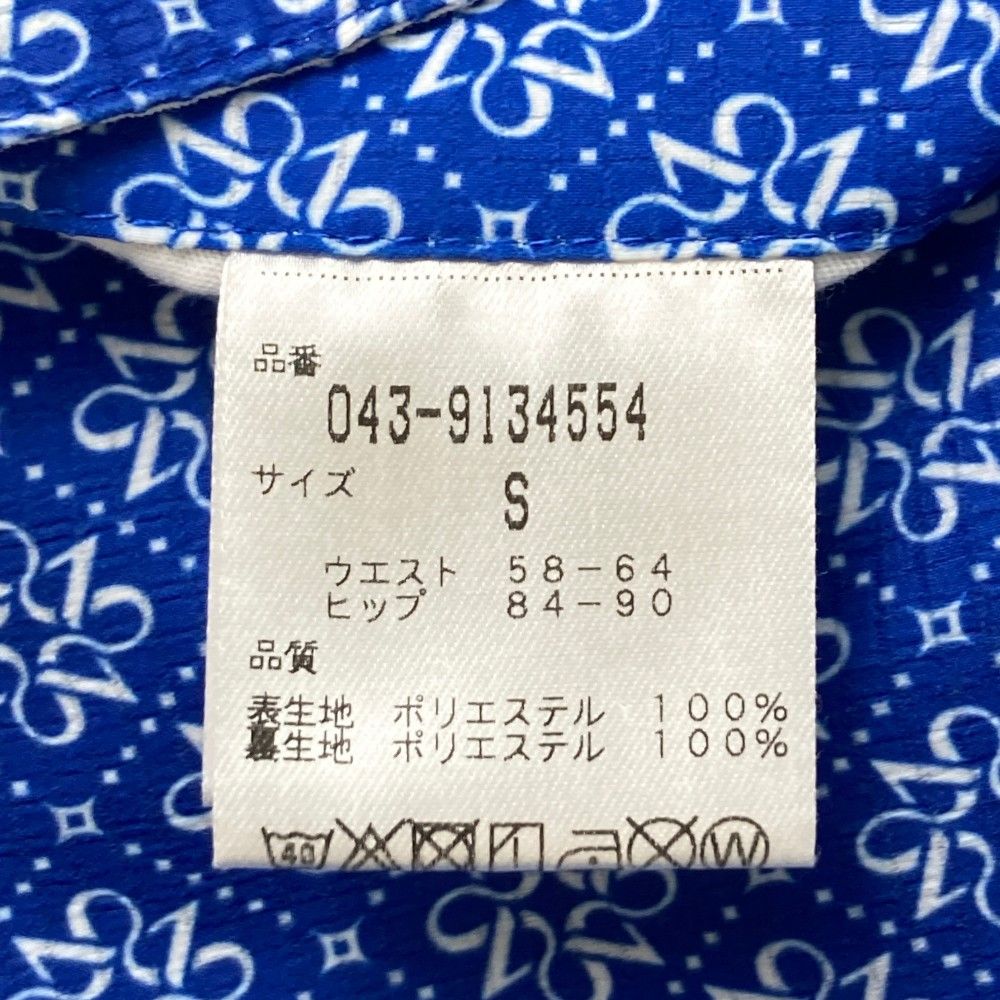 品番
043-9134554
サイズ
S
ウエスト 58-64
ヒップ 84-90
品質
表生地 ポリエステル 100%
裏生地 ポリエステル 100%
40 W